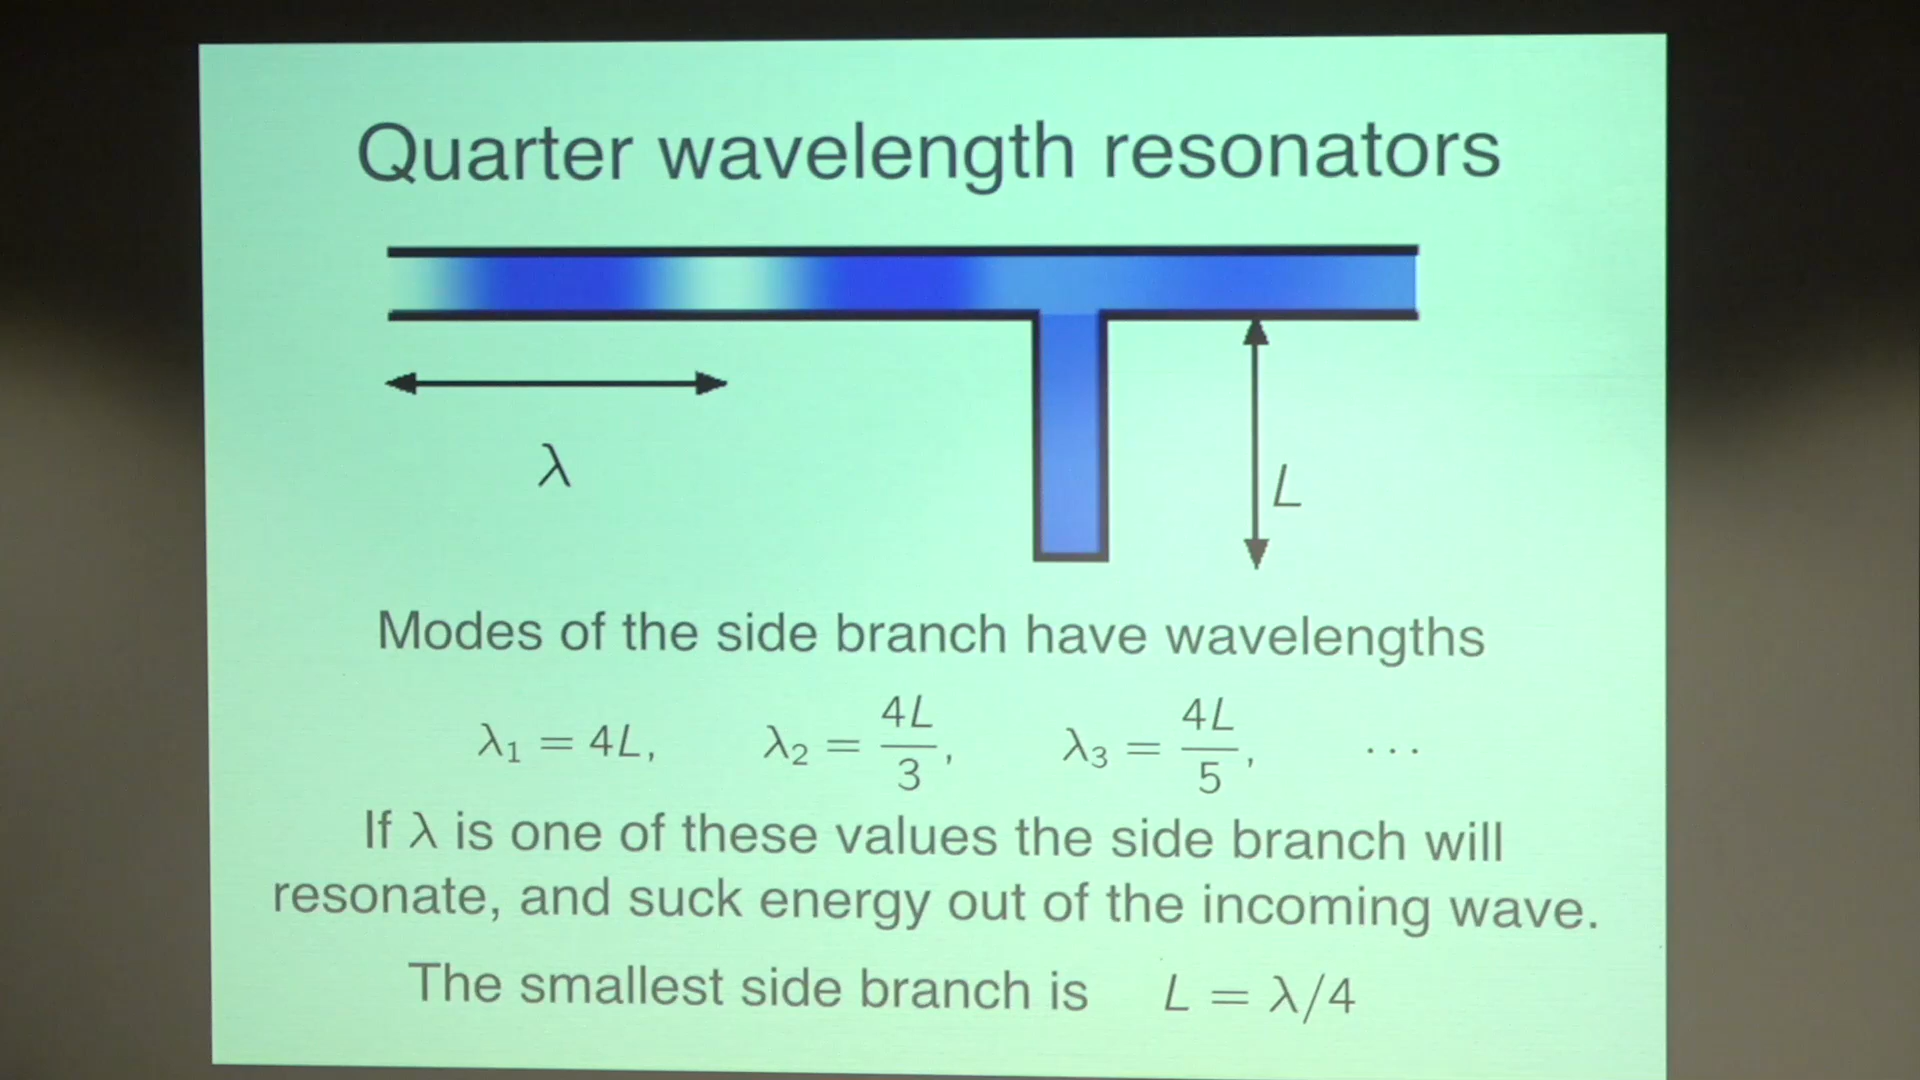 Quarter wavelength resonators
λ
L
Modes of the side branch have wavelengths
λ₁ = 4L, λ₂ = 4L/3, λ₃ = 4L/5, ...
If λ is one of these values the side branch will
resonate, and suck energy out of the incoming wave.
The smallest side branch is L = λ/4